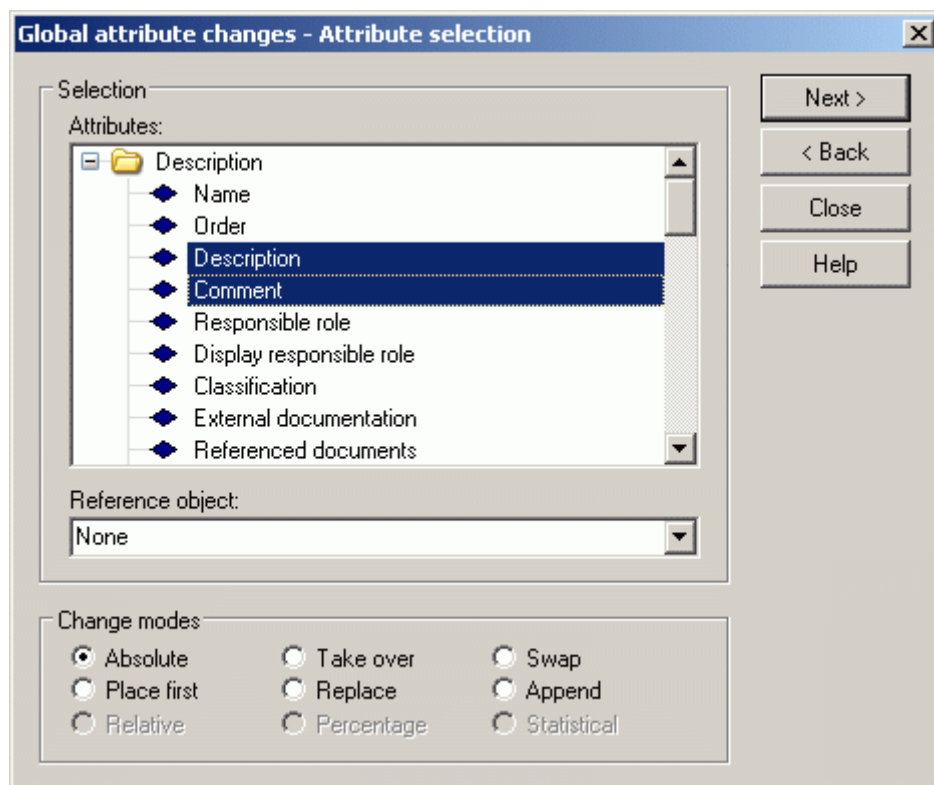 Global attribute changes - Attribute selection
Selection
Attributes:
Description
Name
Order
Description
Comment
Responsible role
Display responsible role
Classification
External documentation
Referenced documents
Reference object:
None
Next >
< Back
Close
Help
Change modes
Absolute Take over Swap
Place first Replace Append
Relative Percentage Statistical